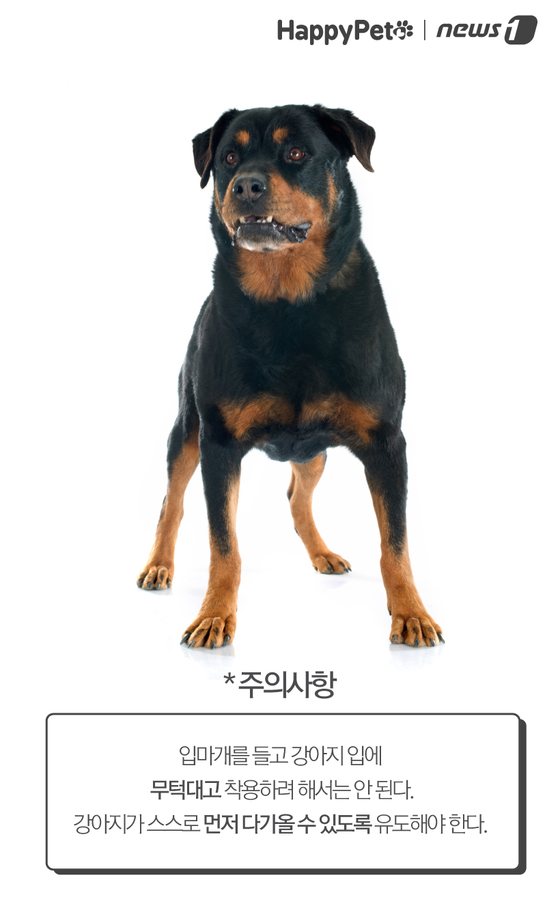 HappyPet | news1
*주의사항
입마개를 들고 강아지 입에
무턱대고 착용하려 해서는 안 된다.
강아지가 스스로 먼저 다가올 수 있도록 유도해야 한다.